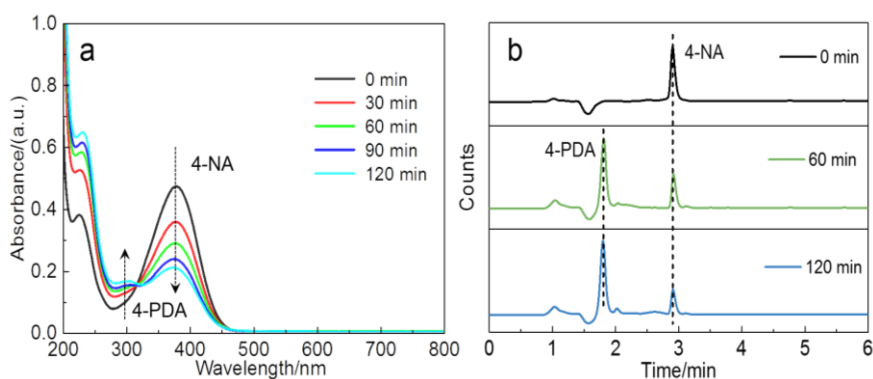 a
1.0
0.8
0.6
0.4
0.2
0.0
Absorbance/(a.u.)
0 min
30 min
60 min
90 min
120 min
4-NA
4-PDA
200 300 400 500 600 700 800
Wavelength/nm
b
4-NA
0 min
4-PDA
60 min
120 min
Counts
0 1 2 3 4 5 6
Time/min